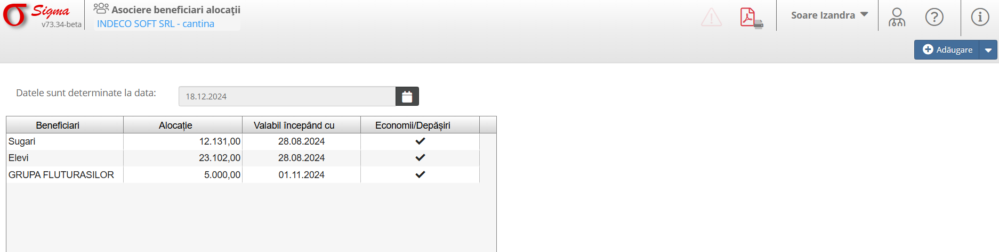 σ Sigma
v73.34-beta
Asociere beneficiari alocații
INDECO SOFT SRL - cantina
Soare Izandra
Adăugare
Datele sunt determinate la data:
18.12.2024
Beneficiari Alocație Valabil începând cu Economii/Depășiri
Sugari 12.131,00 28.08.2024
Elevi 23.102,00 28.08.2024
GRUPA FLUTURASILOR 5.000,00 01.11.2024